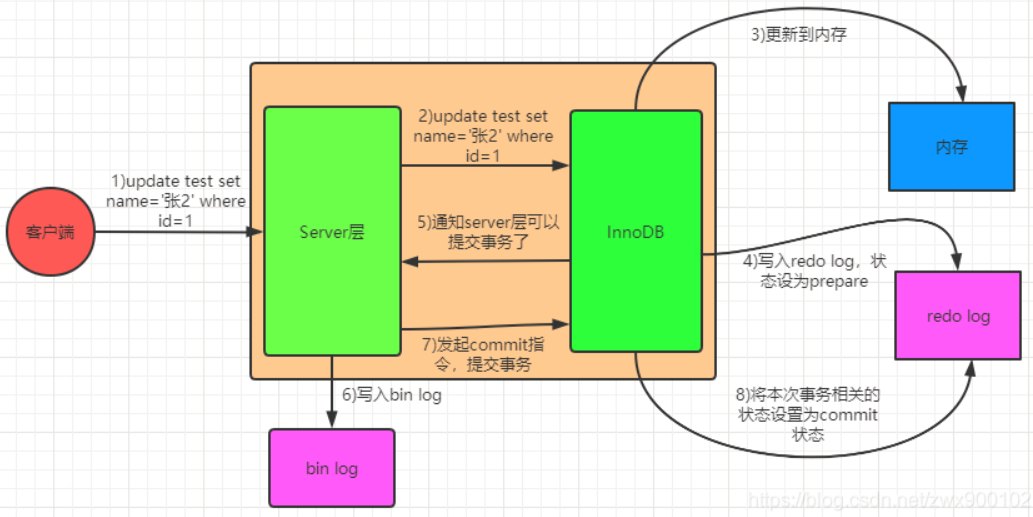 3)更新到内存
内存
2)update test set
name='张2' where
id=1
1)update test set
name='张2' where
id=1
客户端
Server层
5)通知server层可以
提交事务了
InnoDB
4)写入redo log，状
态设为prepare
redo log
7)发起commit指
令，提交事务
6)写入bin log
bin log
8)将本次事务相关的
状态设置为commit
状态
https://blog.csdn.net/zwx900102